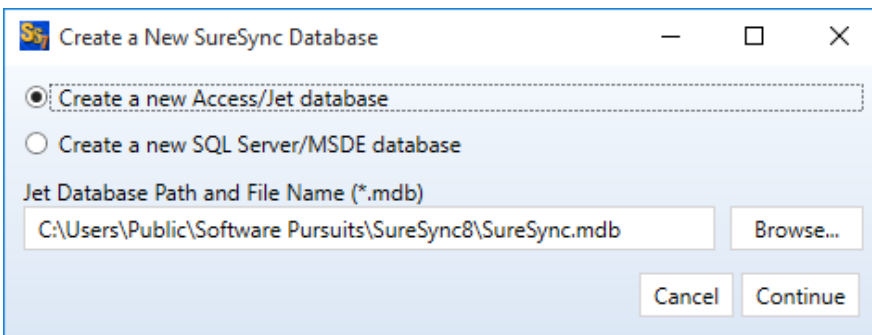 SS7 Create a New SureSync Database
Create a new Access/Jet database
Create a new SQL Server/MSDE database
Jet Database Path and File Name (*.mdb)
C:\Users\Public\Software Pursuits\SureSync8\SureSync.mdb Browse...
Cancel Continue